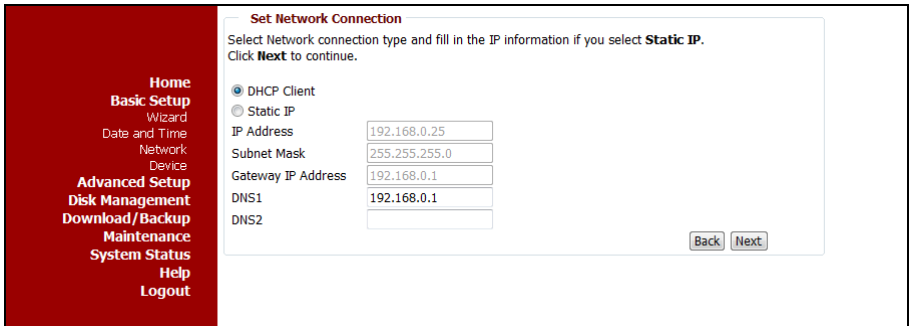 Home
Basic Setup
Wizard
Date and Time
Network
Device
Advanced Setup
Disk Management
Download/Backup
Maintenance
System Status
Help
Logout
Set Network Connection
Select Network connection type and fill in the IP information if you select Static IP.
Click Next to continue.
DHCP Client
Static IP
IP Address 192.168.0.25
Subnet Mask 255.255.255.0
Gateway IP Address 192.168.0.1
DNS1 192.168.0.1
DNS2
Back Next